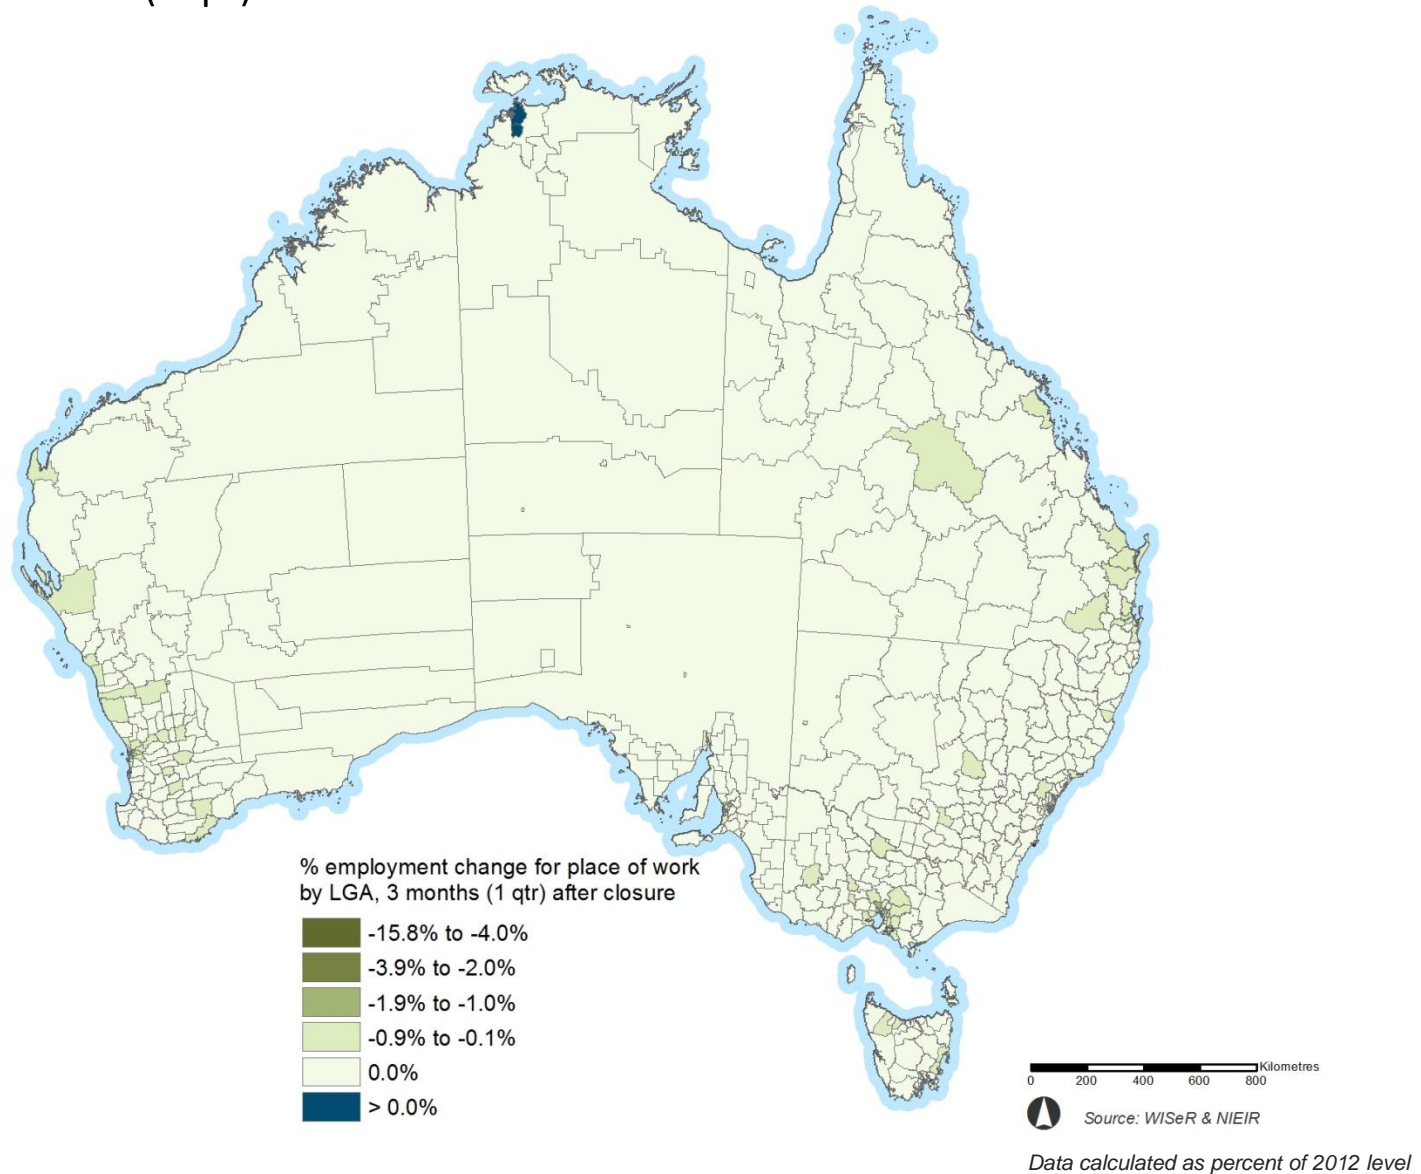 % employment change for place of work
by LGA, 3 months (1 qtr) after closure
-15.8% to -4.0%
-3.9% to -2.0%
-1.9% to -1.0%
-0.9% to -0.1%
0.0%
> 0.0%
Kilometres
0 200 400 600 800
Source: WISeR & NIEIR
Data calculated as percent of 2012 level